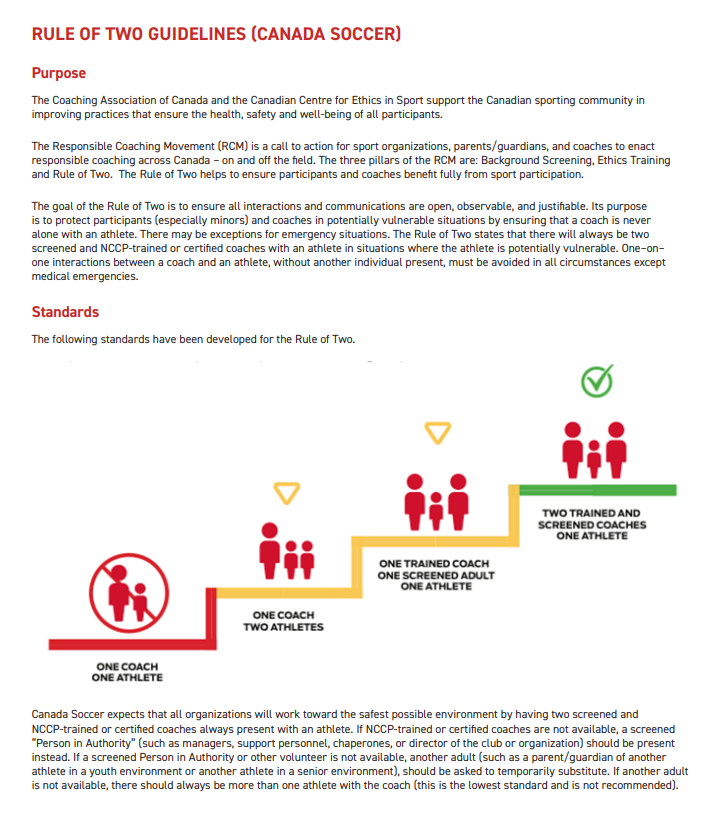 RULE OF TWO GUIDELINES (CANADA SOCCER)
Purpose
The Coaching Association of Canada and the Canadian Centre for Ethics in Sport support the Canadian sporting community in
improving practices that ensure the health, safety and well-being of all participants.
The Responsible Coaching Movement (RCM) is a call to action for sport organizations, parents/guardians, and coaches to enact
responsible coaching across Canada – on and off the field. The three pillars of the RCM are: Background Screening, Ethics Training
and Rule of Two. The Rule of Two helps to ensure participants and coaches benefit fully from sport participation.
The goal of the Rule of Two is to ensure all interactions and communications are open, observable, and justifiable. Its purpose
is to protect participants (especially minors) and coaches in potentially vulnerable situations by ensuring that a coach is never
alone with an athlete. There may be exceptions for emergency situations. The Rule of Two states that there will always be two
screened and NCCP-trained or certified coaches with an athlete in situations where the athlete is potentially vulnerable. One-on-
one interactions between a coach and an athlete, without another individual present, must be avoided in all circumstances except
medical emergencies.
Standards
The following standards have been developed for the Rule of Two.
TWO TRAINED AND
SCREENED COACHES
ONE ATHLETE
ONE TRAINED COACH
ONE SCREENED ADULT
ONE ATHLETE
ONE COACH
TWO ATHLETES
ONE COACH
ONE ATHLETE
Canada Soccer expects that all organizations will work toward the safest possible environment by having two screened and
NCCP-trained or certified coaches always present with an athlete. If NCCP-trained or certified coaches are not available, a screened
"Person in Authority" (such as managers, support personnel, chaperones, or director of the club or organization) should be present
instead. If a screened Person in Authority or other volunteer is not available, another adult (such as a parent/guardian of another
athlete in a youth environment or another athlete in a senior environment), should be asked to temporarily substitute. If another adult
is not available, there should always be more than one athlete with the coach (this is the lowest standard and is not recommended).